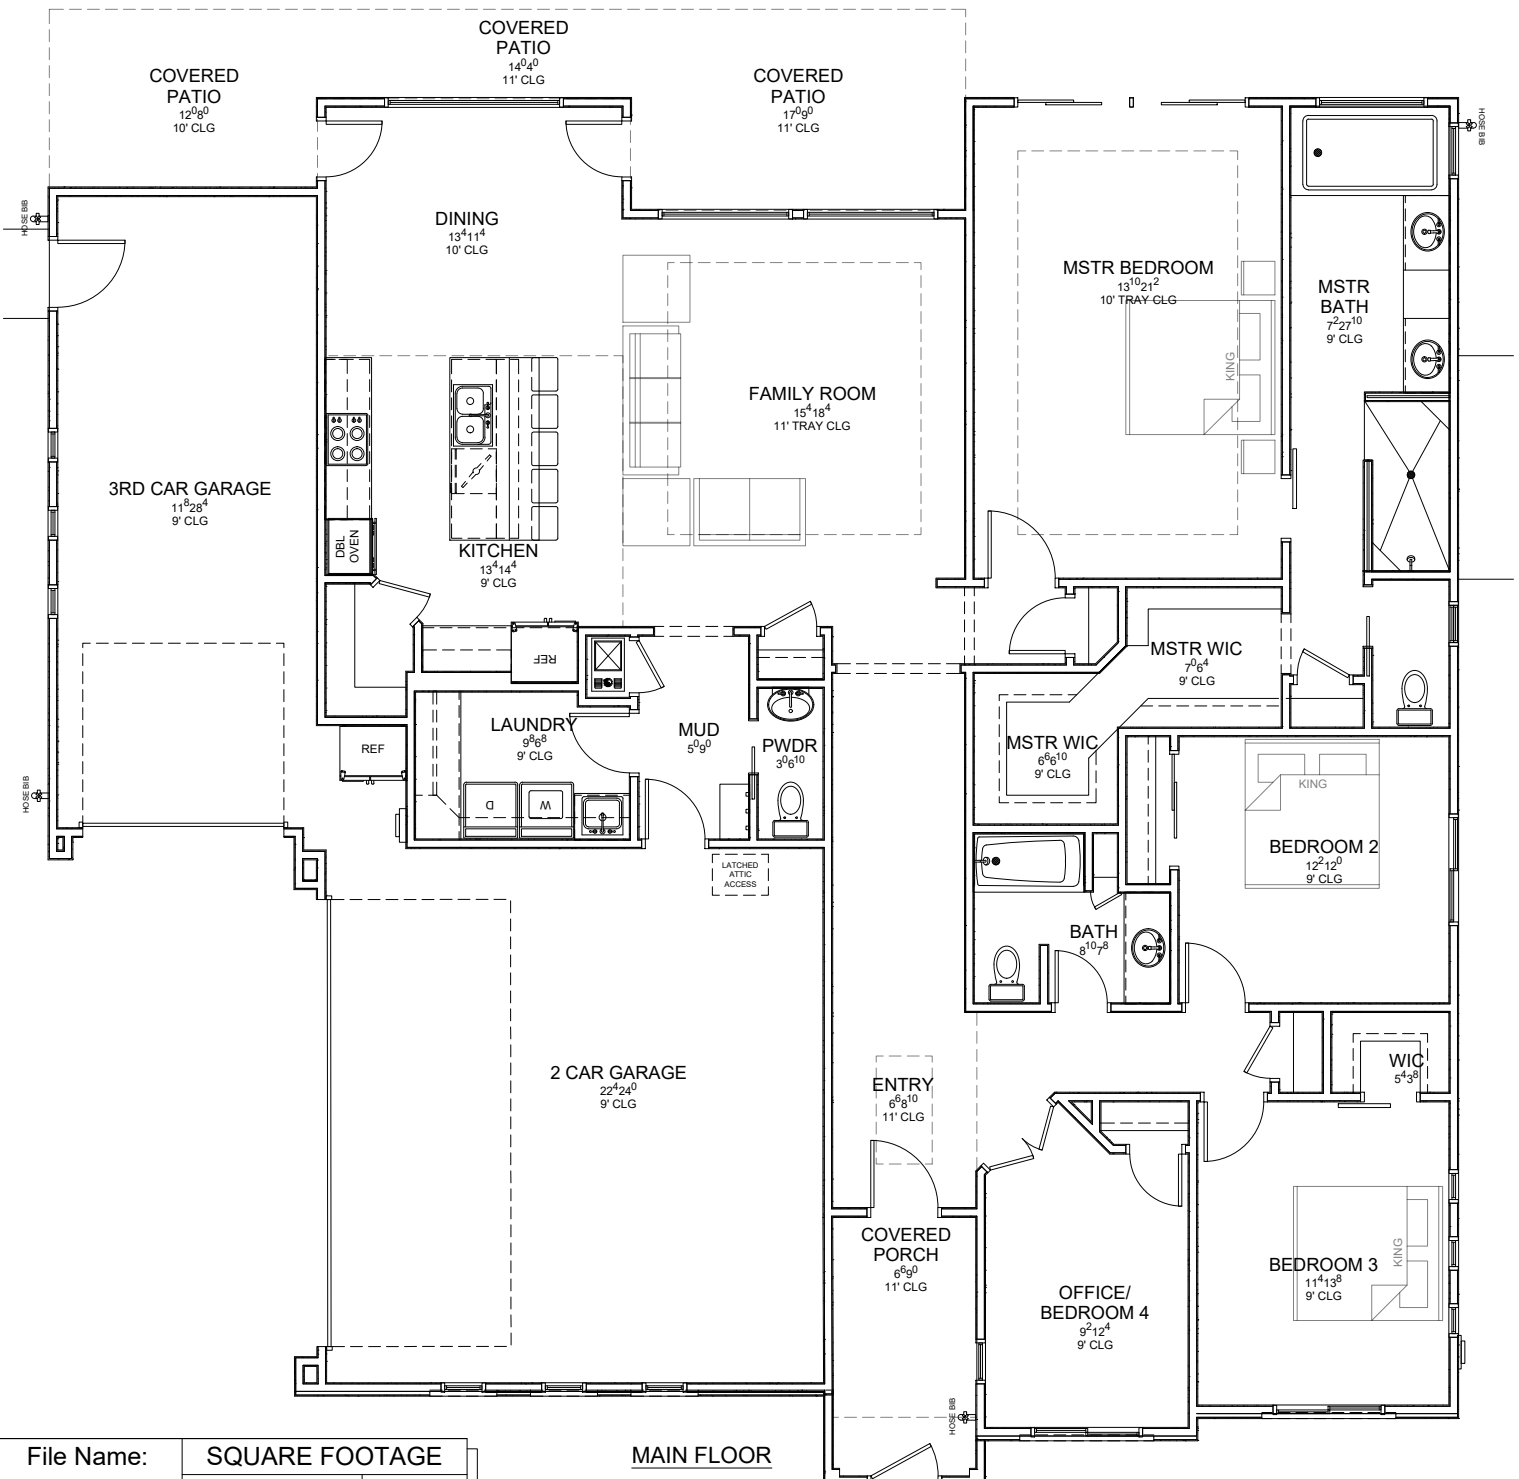 COVERED
PATIO
14⁰4⁰
11' CLG
COVERED
PATIO
12⁰8⁰
10' CLG
COVERED
PATIO
17⁰9⁰
11' CLG
HOSE BIB
HOSE BIB
DINING
13⁴11⁴
10' CLG
MSTR BEDROOM
13¹⁰21²
10' TRAY CLG
MSTR
BATH
7²27¹⁰
9' CLG
KING
FAMILY ROOM
15⁴18⁴
11' TRAY CLG
3RD CAR GARAGE
11⁸28⁴
9' CLG
DBL
OVEN
KITCHEN
13⁴14⁴
9' CLG
REF
MSTR WIC
7⁰6⁴
9' CLG
LAUNDRY
9⁸6⁸
9' CLG
MUD
5⁰9⁰
PWDR
3⁰6¹⁰
MSTR WIC
6⁶6¹⁰
9' CLG
REF
HOSE BIB
D
W
KING
BEDROOM 2
12²12⁰
9' CLG
LATCHED
ATTIC
ACCESS
BATH
8¹⁰7⁸
2 CAR GARAGE
22⁴24⁰
9' CLG
ENTRY
6⁶8¹⁰
11' CLG
WIC
5⁴3⁸
COVERED
PORCH
6⁶9⁰
11' CLG
OFFICE/
BEDROOM 4
9²12⁴
9' CLG
BEDROOM 3
11⁴13⁸
9' CLG
KING
HOSE BIB
File Name:
SQUARE FOOTAGE
MAIN FLOOR